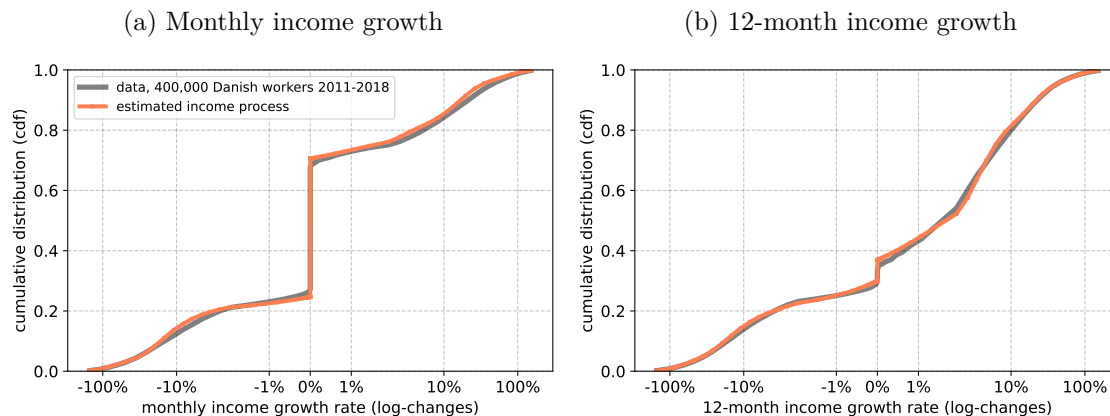 (a) Monthly income growth
1.0
0.8
0.6
0.4
0.2
0.0
cumulative distribution (cdf)
data, 400,000 Danish workers 2011-2018
estimated income process
-100% -10% -1% 0% 1% 10% 100%
monthly income growth rate (log-changes)
(b) 12-month income growth
1.0
0.8
0.6
0.4
0.2
0.0
cumulative distribution (cdf)
-100% -10% -1% 0% 1% 10% 100%
12-month income growth rate (log-changes)